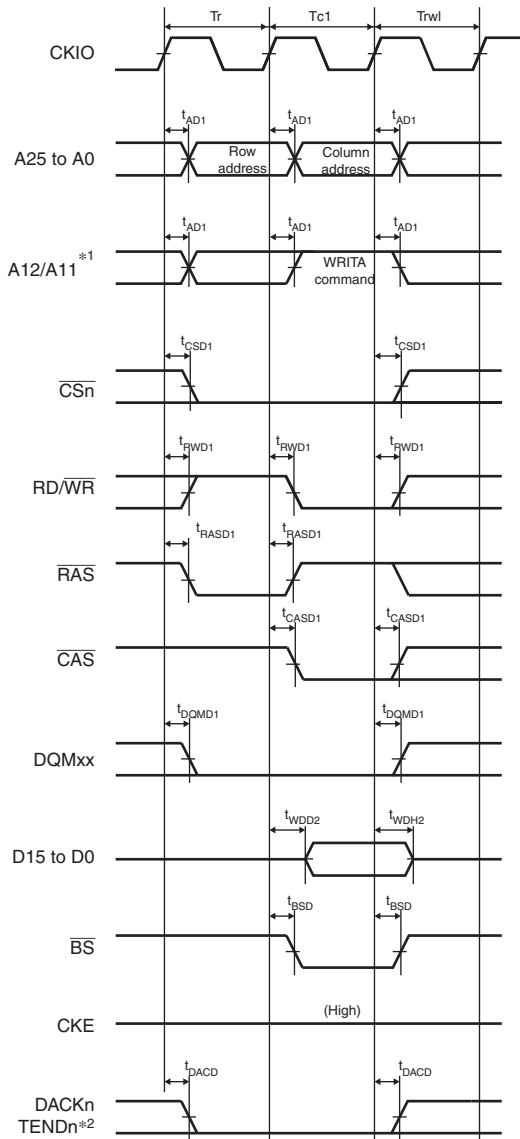 Tr Tc1 Trwl
CKIO
tAD1 tAD1 tAD1
A25 to A0
Row address
Column address
tAD1 tAD1 tAD1
A12/A11*1
WRITA command
tCSD1 tCSD1
CSn
tRWD1 tRWD1 tRWD1
RD/WR
tRASD1 tRASD1
RAS
tCASD1 tCASD1
CAS
tDQMD1 tDQMD1
DQMxx
tWDD2 tWDH2
D15 to D0
tBSD tBSD
BS
(High)
CKE
tDACD tDACD
DACKn
TENDn*2